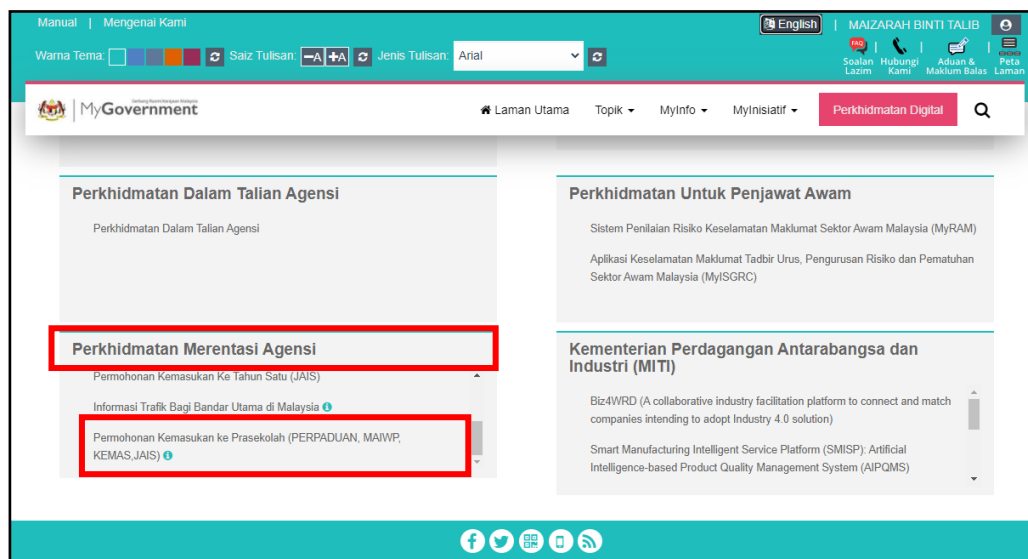 Manual | Mengenai Kami
English | MAIZARAH BINTI TALIB
Warna Tema: Saiz Tulisan: -A +A Jenis Tulisan: Arial
FAQ
Soalan Lazim | Hubungi Kami | Aduan & Maklum Balas | Peta Laman
MyGovernment
Laman Utama Topik MyInfo MyInisiatif Perkhidmatan Digital
Perkhidmatan Dalam Talian Agensi
Perkhidmatan Dalam Talian Agensi
Perkhidmatan Untuk Penjawat Awam
Sistem Penilaian Risiko Keselamatan Maklumat Sektor Awam Malaysia (MyRAM)
Aplikasi Keselamatan Maklumat Tadbir Urus, Pengurusan Risiko dan Pematuhan
Sektor Awam Malaysia (MyISGRC)
Perkhidmatan Merentasi Agensi
Permohonan Kemasukan Ke Tahun Satu (JAIS)
Informasi Trafik Bagi Bandar Utama di Malaysia
Permohonan Kemasukan ke Prasekolah (PERPADUAN, MAIWP,
KEMAS,JAIS)
Kementerian Perdagangan Antarabangsa dan
Industri (MITI)
Biz4WRD (A collaborative industry facilitation platform to connect and match
companies intending to adopt Industry 4.0 solution)
Smart Manufacturing Intelligent Service Platform (SMISP): Artificial
Intelligence-based Product Quality Management System (AIPQMS)